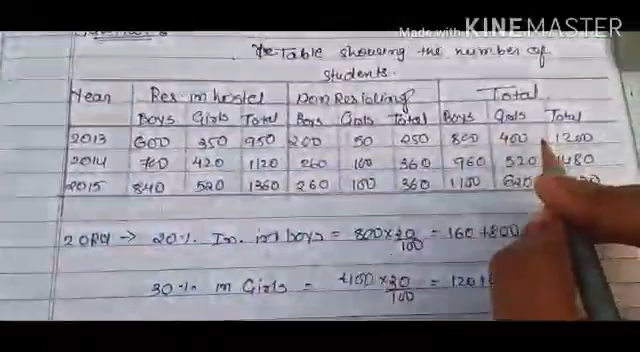 Made with KINEMASTER
Table showing the number of
students.
Year Res. in hostel Non Residing Total
Boys Girls Total Boys Girls Total Boys Girls Total
2013 600 350 950 200 50 250 800 400 1200
2014 700 420 1120 260 100 360 960 520 1480
2015 840 520 1360 260 100 360 1100 620
2014 → 20% In. in boys = 800 × 20/100 = 160 + 800
30% in Girls = 400 × 30/100 = 120 +